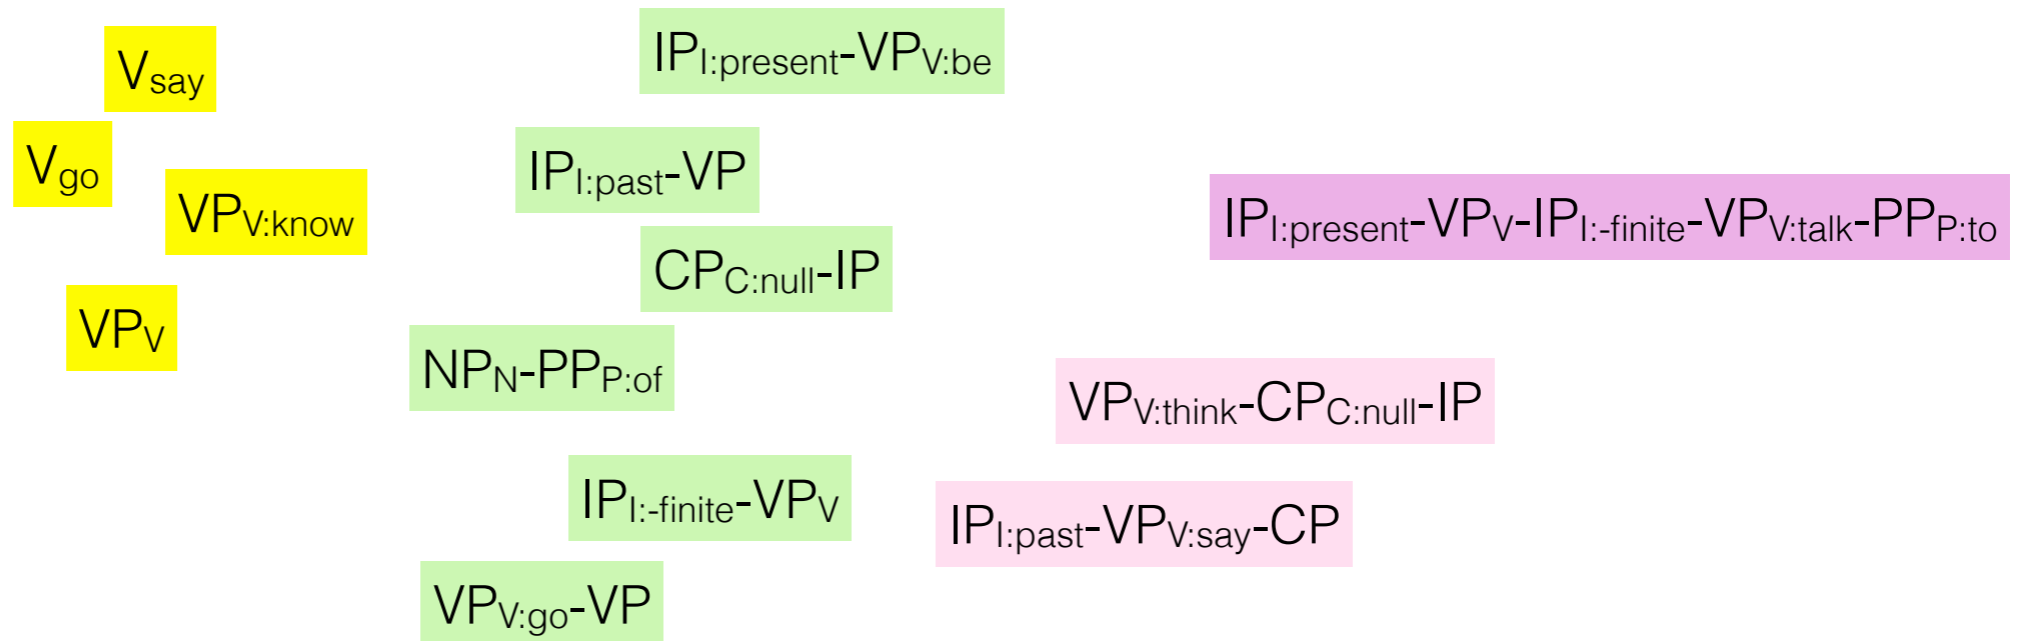 V_say
V_go
VP_V:know
VP_V
IP_I:present-VP_V:be
IP_I:past-VP
CP_C:null-IP
NP_N-PP_P:of
IP_I:-finite-VP_V
VP_V:go-VP
VP_V:think-CP_C:null-IP
IP_I:past-VP_V:say-CP
IP_I:present-VP_V-IP_I:-finite-VP_V:talk-PP_P:to